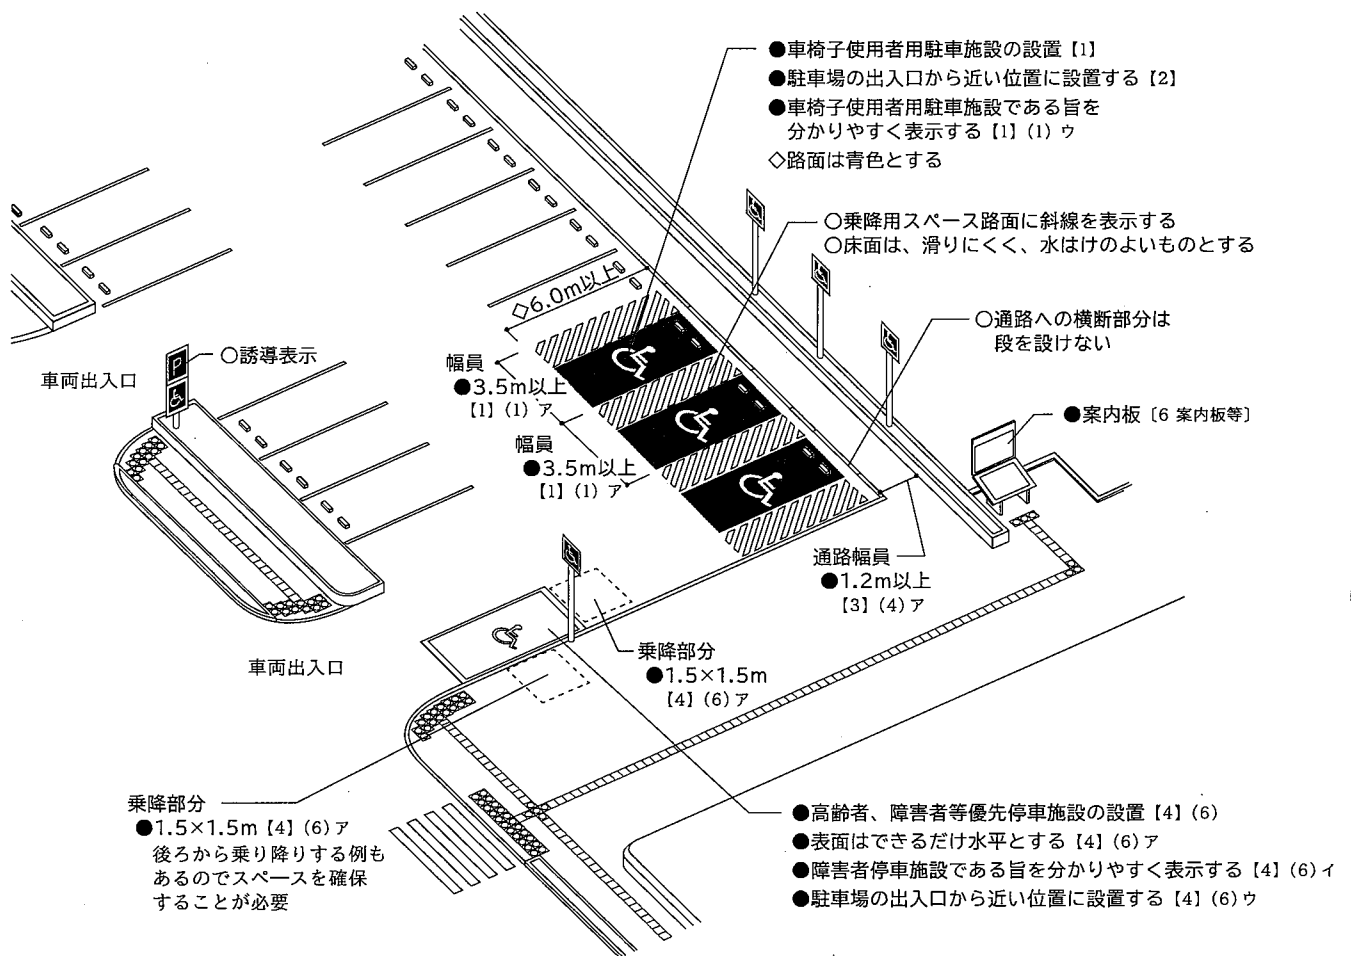 ●車椅子使用者用駐車施設の設置【1】
●駐車場の出入口から近い位置に設置する【2】
●車椅子使用者用駐車施設である旨を
分かりやすく表示する【1】(1) ウ
◇路面は青色とする
○乗降用スペース路面に斜線を表示する
○床面は、滑りにくく、水はけのよいものとする
◇6.0m以上
○通路への横断部分は
段を設けない
P
○誘導表示
車両出入口
幅員
●3.5m以上
【1】(1) ア
幅員
●3.5m以上
【1】(1) ア
●案内板〔6 案内板等〕
通路幅員
●1.2m以上
【3】(4) ア
車両出入口
乗降部分
●1.5×1.5m
【4】(6) ア
乗降部分
●1.5×1.5m【4】(6) ア
後ろから乗り降りする例も
あるのでスペースを確保
することが必要
●高齢者、障害者等優先停車施設の設置【4】(6)
●表面はできるだけ水平とする【4】(6) ア
●障害者停車施設である旨を分かりやすく表示する【4】(6) イ
●駐車場の出入口から近い位置に設置する【4】(6) ウ